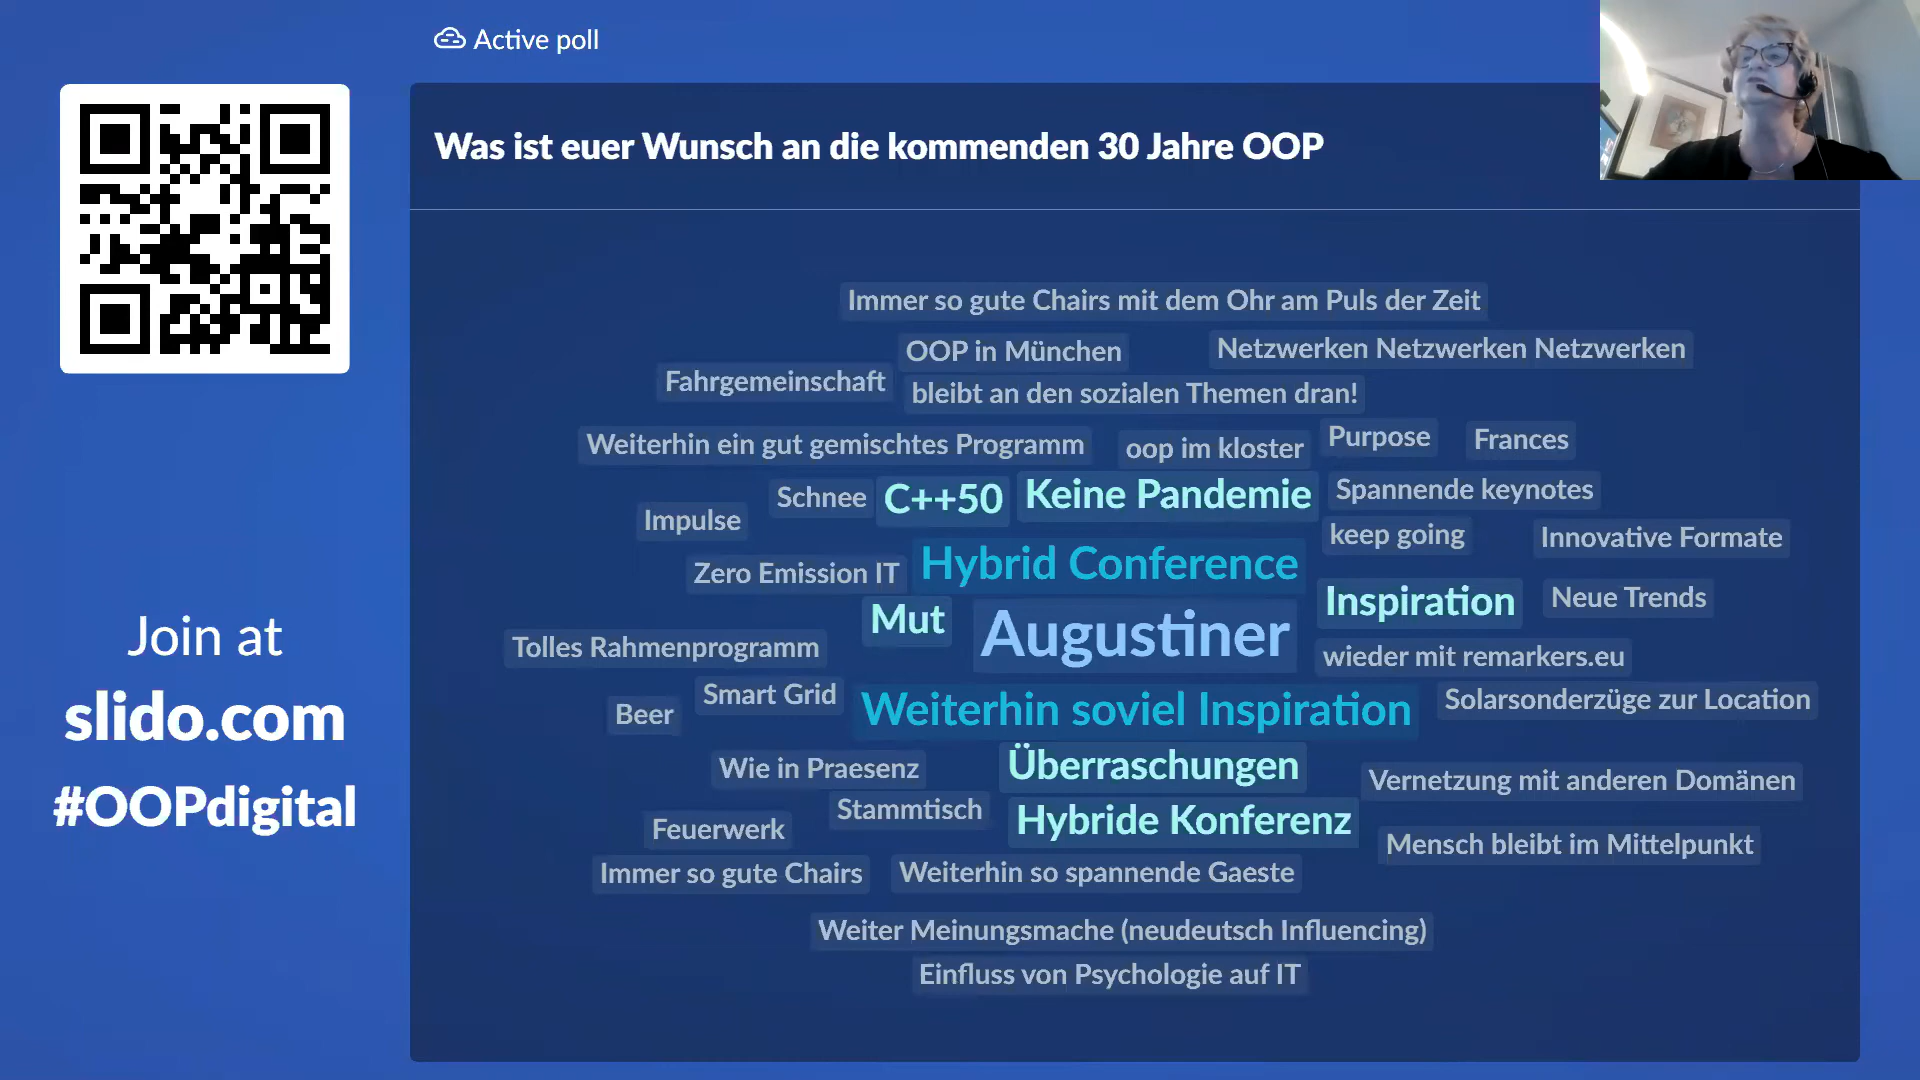 Active poll
Was ist euer Wunsch an die kommenden 30 Jahre OOP
Join at
slido.com
#OOPdigital
Immer so gute Chairs mit dem Ohr am Puls der Zeit
OOP in München
Netzwerken Netzwerken Netzwerken
Fahrgemeinschaft
bleibt an den sozialen Themen dran!
Weiterhin ein gut gemischtes Programm
oop im kloster
Purpose
Frances
Schnee
C++50
Keine Pandemie
Spannende keynotes
Impulse
keep going
Innovative Formate
Zero Emission IT
Hybrid Conference
Mut
Augustiner
Inspiration
Neue Trends
Tolles Rahmenprogramm
wieder mit remarkers.eu
Beer
Smart Grid
Weiterhin soviel Inspiration
Solarsonderzüge zur Location
Wie in Praesenz
Überraschungen
Vernetzung mit anderen Domänen
Feuerwerk
Stammtisch
Hybride Konferenz
Mensch bleibt im Mittelpunkt
Immer so gute Chairs
Weiterhin so spannende Gaeste
Weiter Meinungsmache (neudeutsch Influencing)
Einfluss von Psychologie auf IT